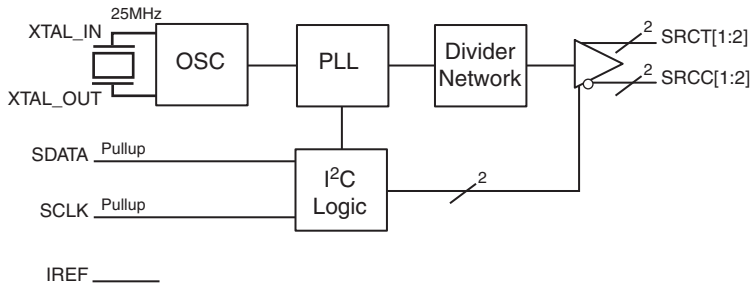 25MHz
XTAL_IN
OSC
PLL
Divider
Network
2
SRCT[1:2]
2
SRCC[1:2]
XTAL_OUT
SDATA
Pullup
I²C
Logic
2
SCLK
Pullup
IREF